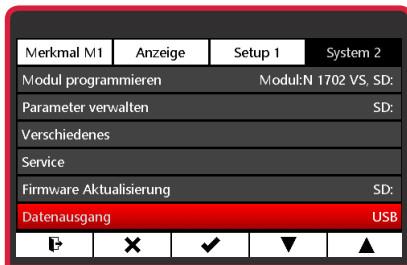 Merkmal M1 Anzeige Setup 1 System 2
Modul programmieren Modul:N 1702 VS, SD:
Parameter verwalten SD:
Verschiedenes
Service
Firmware Aktualisierung SD:
Datenausgang USB